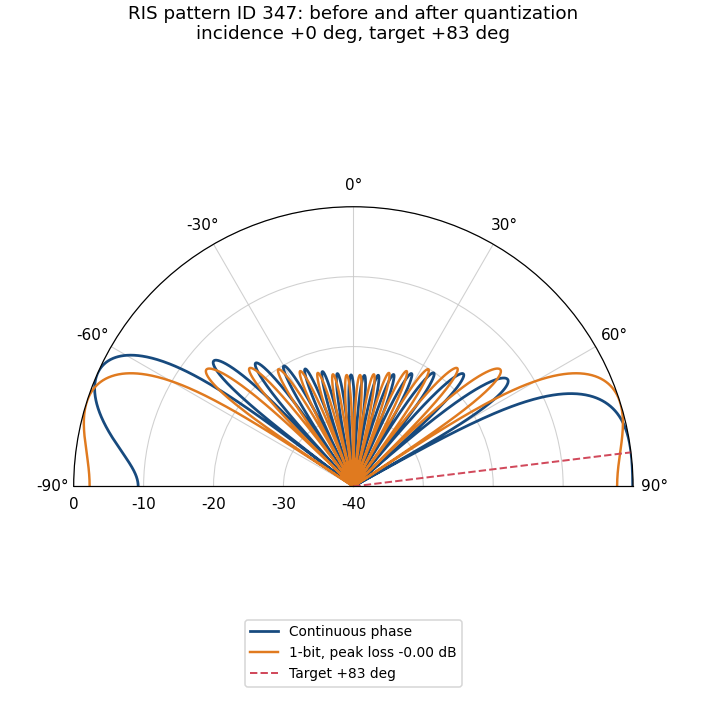 RIS pattern ID 347: before and after quantization
incidence +0 deg, target +83 deg
0°
-30°
30°
-60°
60°
-90°
90°
0
-10
-20
-30
-40
Continuous phase
1-bit, peak loss -0.00 dB
Target +83 deg